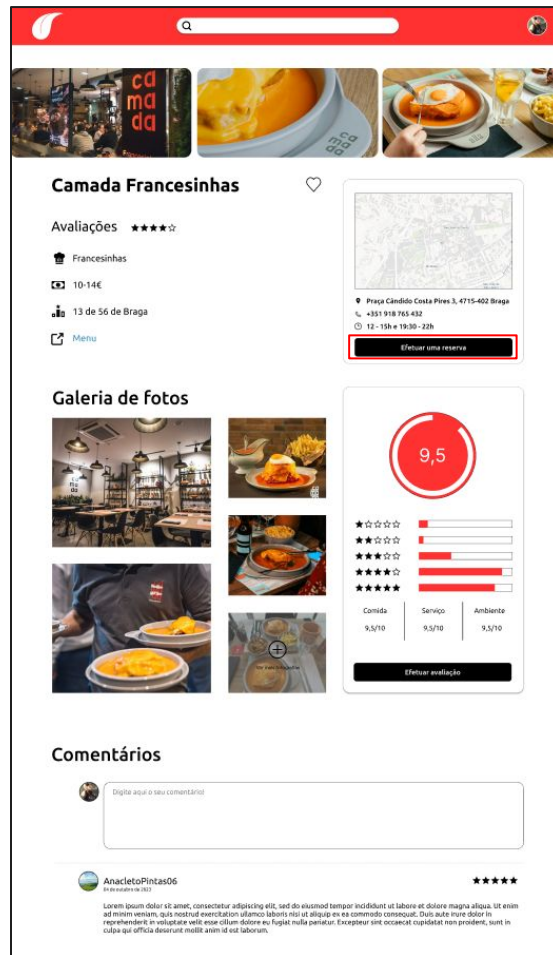 ca
ma
da
ca
ma
da
Camada Francesinhas
Avaliações
Francesinhas
10-14€
13 de 56 de Braga
Menu
Praça Cândido Costa Pires 3, 4715-402 Braga
+351 918 765 432
12 - 15h e 19:30 - 22h
Efetuar uma reserva
Galeria de fotos
9,5
Comida Serviço Ambiente
9,5/10 9,5/10 9,5/10
Efetuar avaliação
Comentários
Digite aqui o seu comentário!
AnacletoPintas06
04 de outubro de 2023
Lorem ipsum dolor sit amet, consectetur adipiscing elit, sed do eiusmod tempor incididunt ut labore et dolore magna aliqua. Ut enim
ad minim veniam, quis nostrud exercitation ullamco laboris nisi ut aliquip ex ea commodo consequat. Duis aute irure dolor in
reprehenderit in voluptate velit esse cillum dolore eu fugiat nulla pariatur. Excepteur sint occaecat cupidatat non proident, sunt in
culpa qui officia deserunt mollit anim id est laborum.